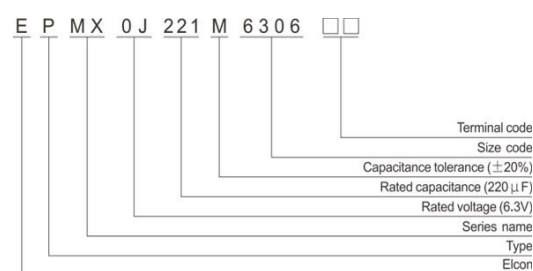 E P MX 0J 221 M 6306 □□
Terminal code
Size code
Capacitance tolerance (±20%)
Rated capacitance (220 μF)
Rated voltage (6.3V)
Series name
Type
Elcon